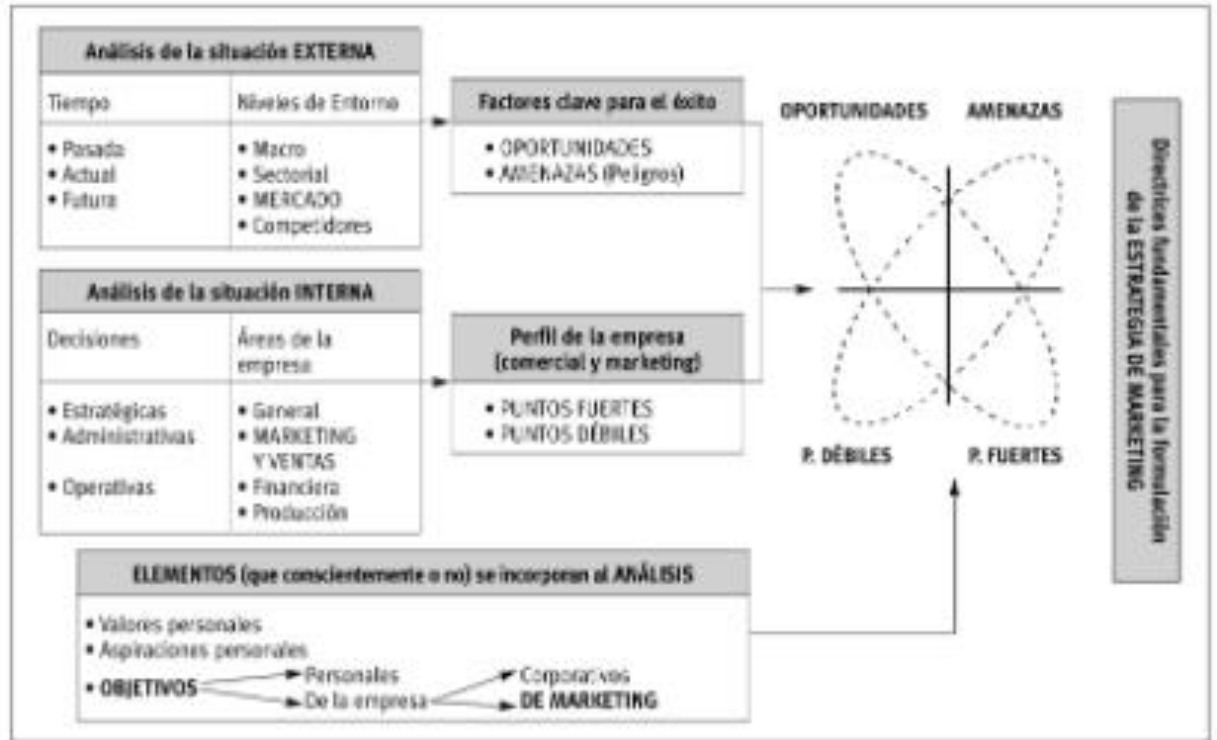 Análisis de la situación EXTERNA
Tiempo
• Pasada
• Actual
• Futura
Niveles de Entorno
• Macro
• Sectorial
• MERCADO
• Competidores
Factores clave para el éxito
• OPORTUNIDADES
• AMENAZAS (Peligros)
Análisis de la situación INTERNA
Decisiones
• Estratégicas
• Administrativas
• Operativas
Áreas de la
empresa
• General
• MARKETING
Y VENTAS
• Financiera
• Producción
Perfil de la empresa
(comercial y marketing)
• PUNTOS FUERTES
• PUNTOS DÉBILES
OPORTUNIDADES
AMENAZAS
P. DÉBILES
P. FUERTES
Directrices fundamentales para la formulación
de la ESTRATEGIA DE MARKETING
ELEMENTOS (que conscientemente o no) se incorporan al ANÁLISIS
• Valores personales
• Aspiraciones personales
• OBJETIVOS
Personales
De la empresa
Corporativos
DE MARKETING